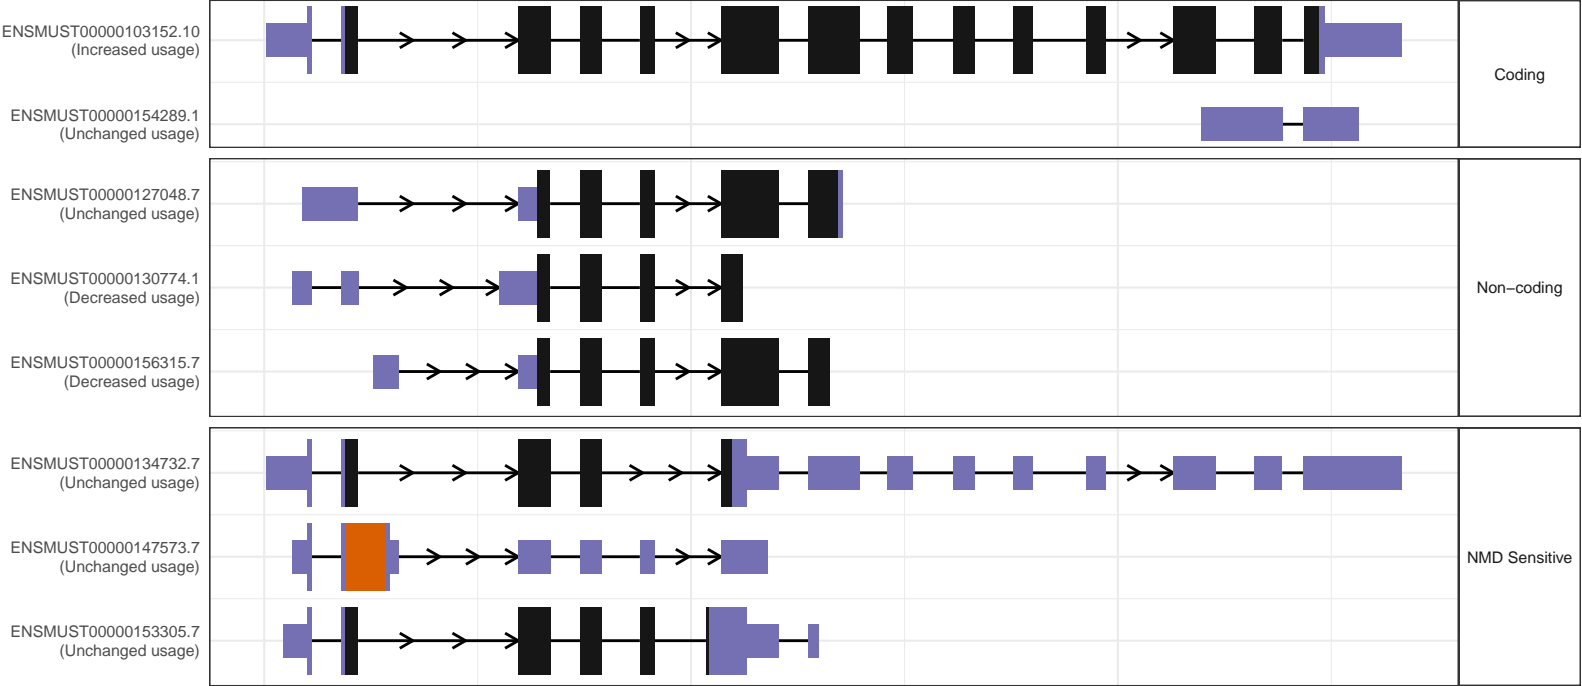 ENSMUST00000103152.10
(Increased usage)
ENSMUST00000154289.1
(Unchanged usage)
Coding
ENSMUST00000127048.7
(Unchanged usage)
ENSMUST00000130774.1
(Decreased usage)
ENSMUST00000156315.7
(Decreased usage)
Non−coding
ENSMUST00000134732.7
(Unchanged usage)
ENSMUST00000147573.7
(Unchanged usage)
ENSMUST00000153305.7
(Unchanged usage)
NMD Sensitive